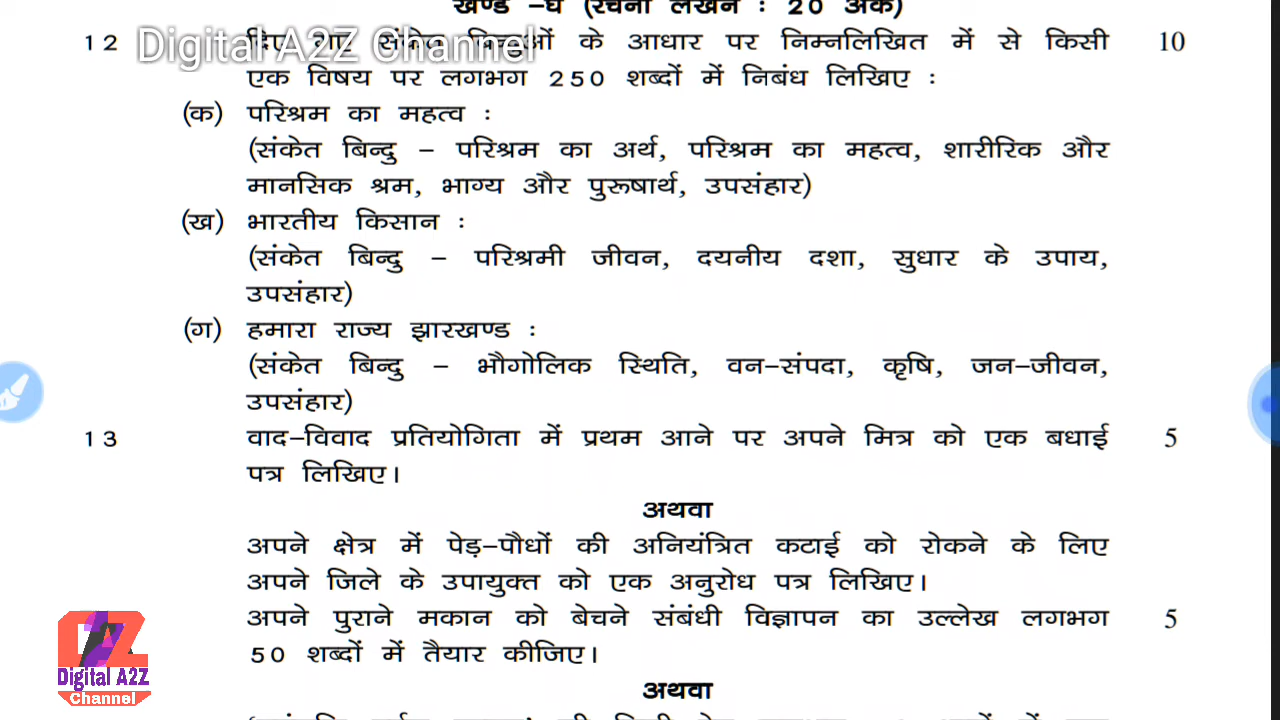 खण्ड –घ (रचना लेखन : 20 अंक)
Digital A2Z Channel
12 के आधार पर निम्नलिखित में से किसी 10
एक विषय पर लगभग 250 शब्दों में निबंध लिखिए :
(क) परिश्रम का महत्व :
(संकेत बिन्दु – परिश्रम का अर्थ, परिश्रम का महत्व, शारीरिक और
मानसिक श्रम, भाग्य और पुरूषार्थ, उपसंहार)
(ख) भारतीय किसान :
(संकेत बिन्दु – परिश्रमी जीवन, दयनीय दशा, सुधार के उपाय,
उपसंहार)
(ग) हमारा राज्य झारखण्ड :
(संकेत बिन्दु – भौगोलिक स्थिति, वन–संपदा, कृषि, जन–जीवन,
उपसंहार)
13 वाद–विवाद प्रतियोगिता में प्रथम आने पर अपने मित्र को एक बधाई 5
पत्र लिखिए।
अथवा
अपने क्षेत्र में पेड़–पौधों की अनियंत्रित कटाई को रोकने के लिए
अपने जिले के उपायुक्त को एक अनुरोध पत्र लिखिए।
अपने पुराने मकान को बेचने संबंधी विज्ञापन का उल्लेख लगभग 5
50 शब्दों में तैयार कीजिए।
अथवा
Digital A2Z
Channel